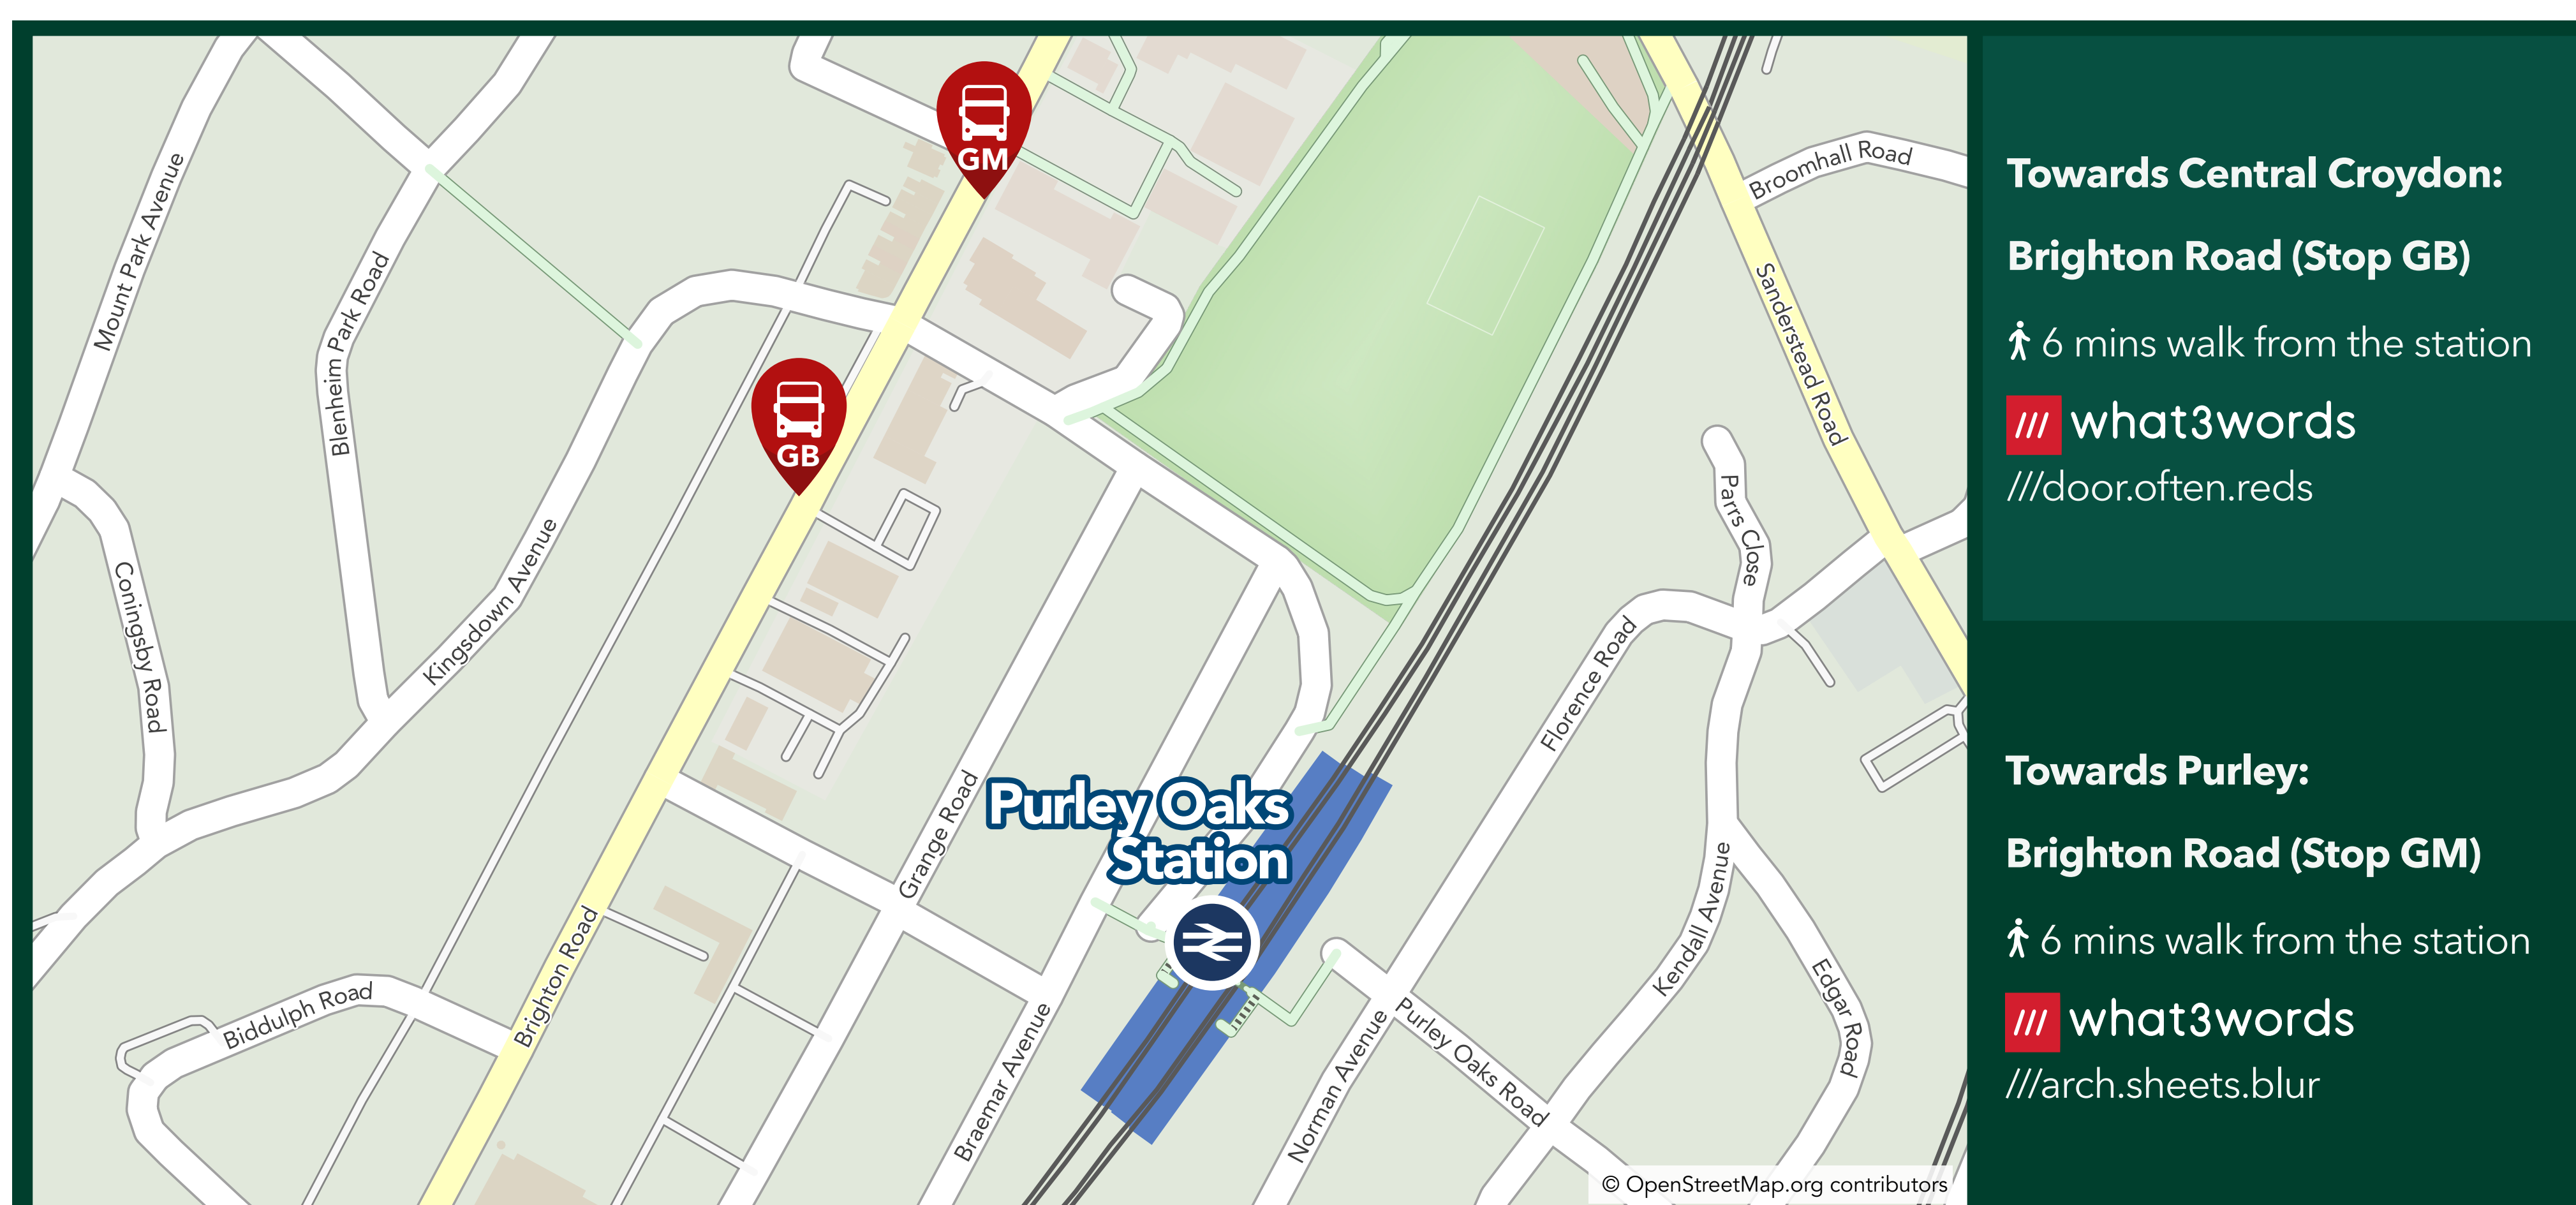 GM
GB
Mount Park Avenue
Blenheim Park Road
Coningsby Road
Kingsdown Avenue
Biddulph Road
Brighton Road
Grange Road
Braemar Avenue
Purley Oaks
Station
Norman Avenue
Purley Oaks Road
Florence Road
Kendall Avenue
Edgar Road
Parrs Close
Sanderstead Road
Broomhall Road
© OpenStreetMap.org contributors
Towards Central Croydon:
Brighton Road (Stop GB)
6 mins walk from the station
/// what3words
///door.often.reds
Towards Purley:
Brighton Road (Stop GM)
6 mins walk from the station
/// what3words
///arch.sheets.blur